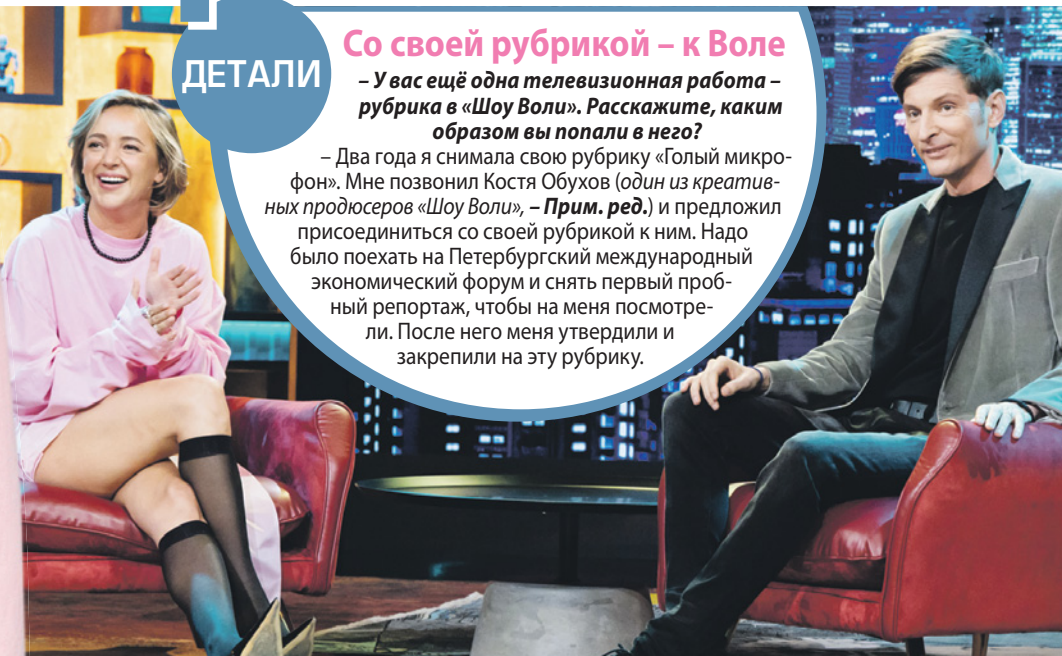 ДЕТАЛИ
Со своей рубрикой – к Воле
– У вас ещё одна телевизионная работа –
рубрика в «Шоу Воли». Расскажите, каким
образом вы попали в него?
– Два года я снимала свою рубрику «Голый микро-
фон». Мне позвонил Костя Обухов (один из креатив-
ных продюсеров «Шоу Воли», – Прим. ред.) и предложил
присоединиться со своей рубрикой к ним. Надо
было поехать на Петербургский международный
экономический форум и снять первый проб-
ный репортаж, чтобы на меня посмотре-
ли. После него меня утвердили и
закрепили на эту рубрику.